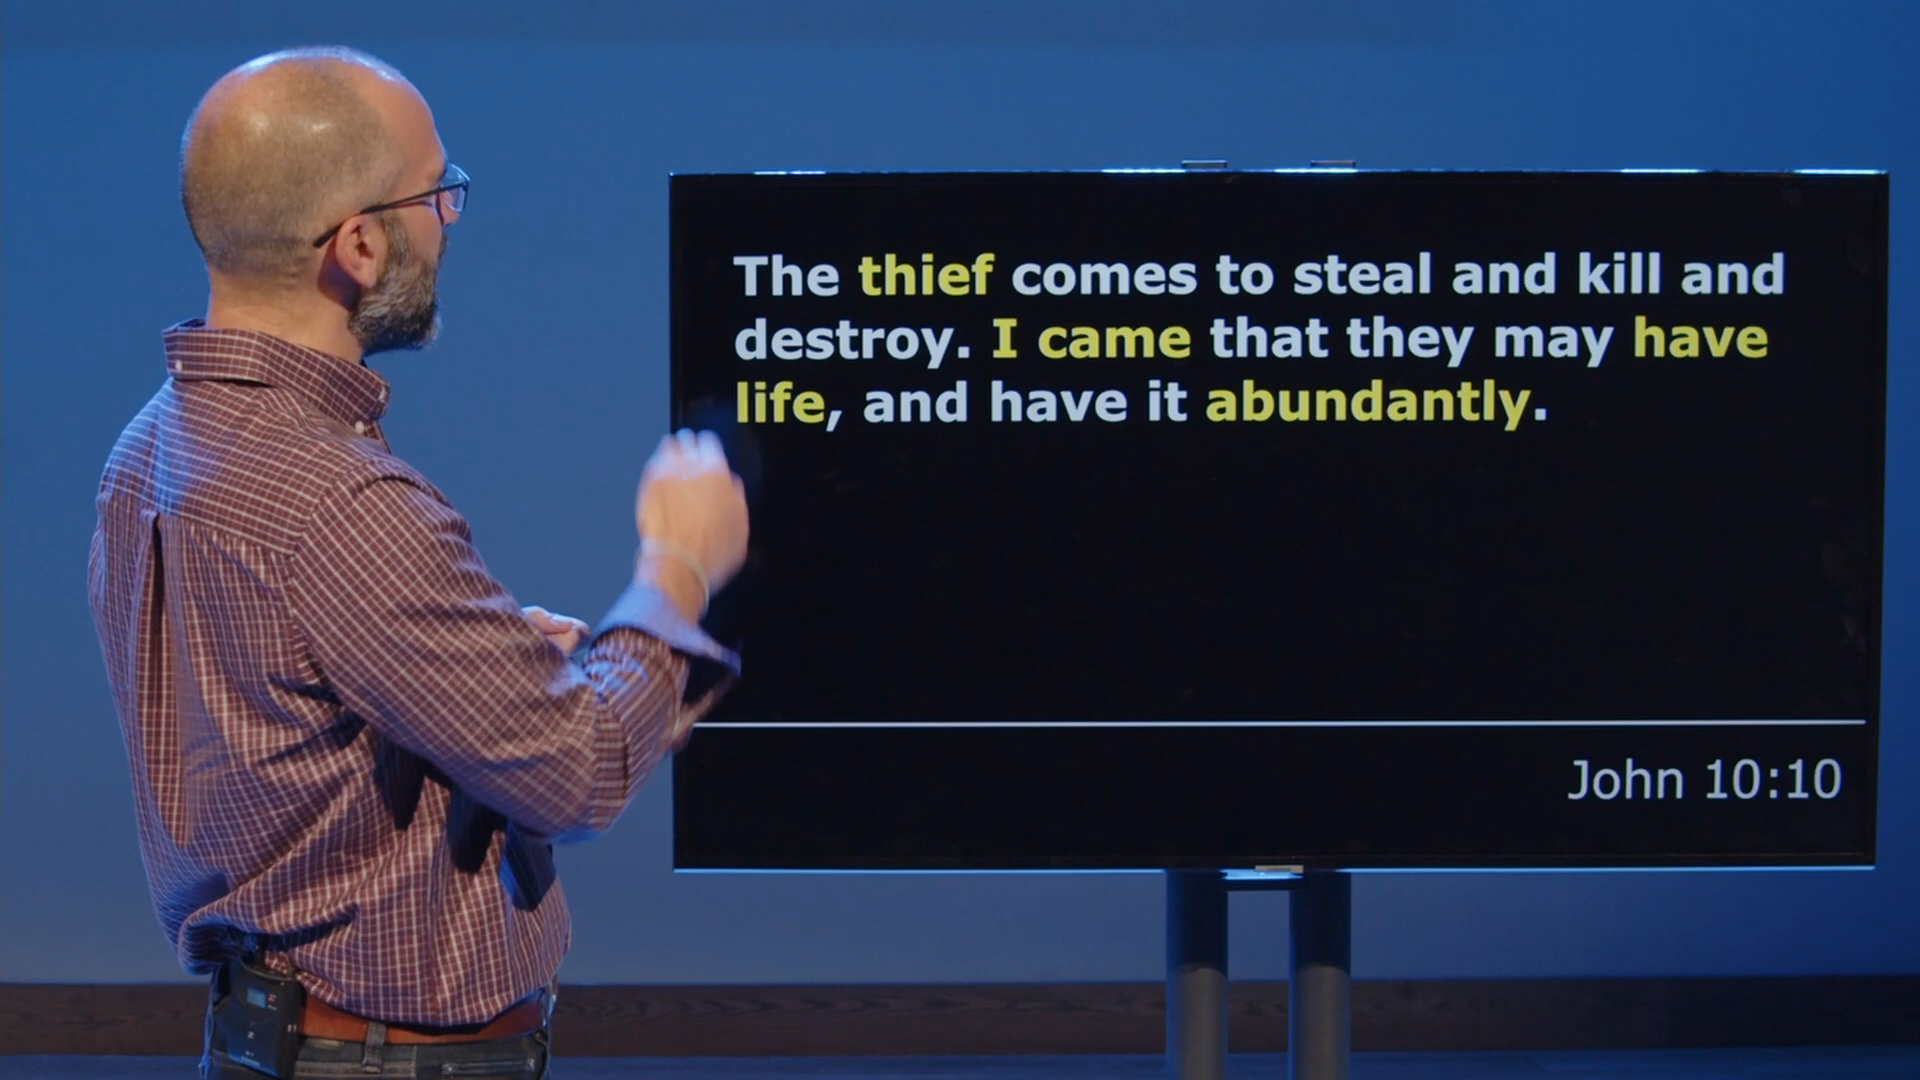 The thief comes to steal and kill and
destroy. I came that they may have
life, and have it abundantly.
John 10:10